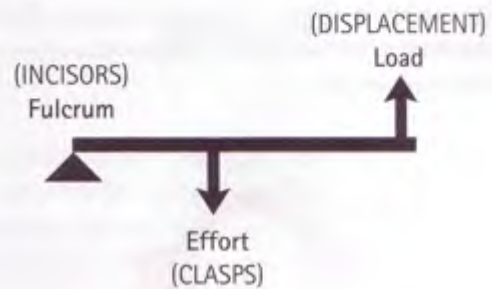 (DISPLACEMENT)
Load
(INCISORS)
Fulcrum
Effort
(CLASPS)